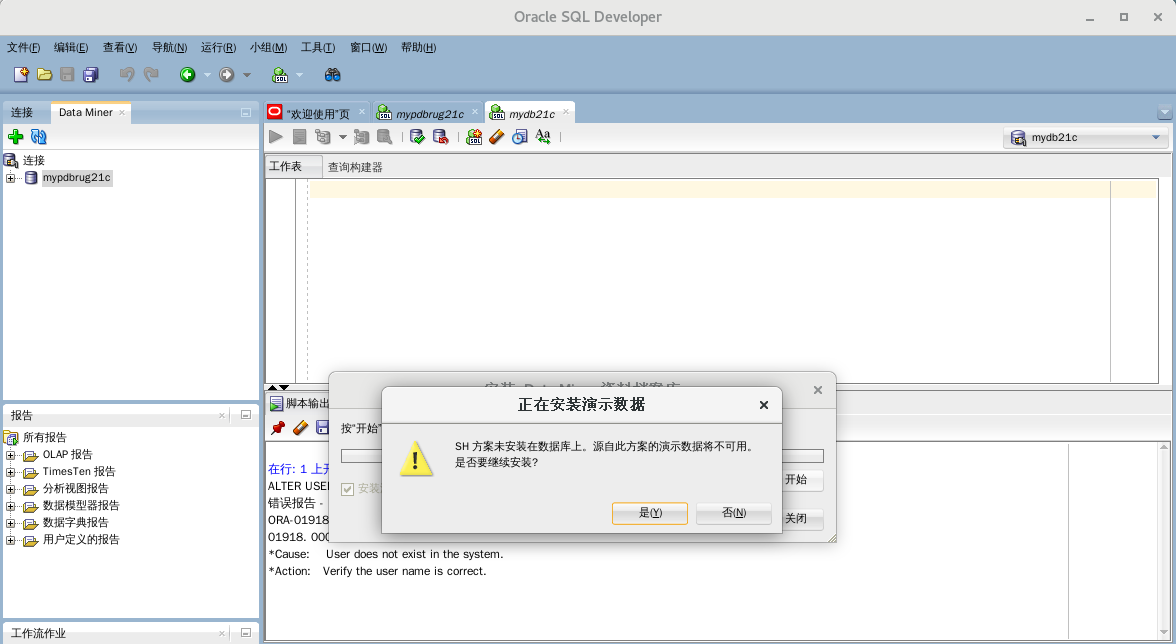 Oracle SQL Developer
文件(F) 编辑(E) 查看(V) 导航(N) 运行(R) 小组(M) 工具(T) 窗口(W) 帮助(H)
连接 Data Miner
连接
mypdbrug21c
"欢迎使用"页 mypdbrug21c mydb21c
mydb21c
工作表 查询构建器
报告
所有报告
OLAP 报告
TimesTen 报告
分析视图报告
数据模型器报告
数据字典报告
用户定义的报告
工作流作业
脚本输出
在行: 1 上开
ALTER USER
错误报告 -
ORA-01918
01918. 000
*Cause: User does not exist in the system.
*Action: Verify the user name is correct.
按"开始"
安装
开始
关闭
正在安装演示数据
SH 方案未安装在数据库上。源自此方案的演示数据将不可用。
是否要继续安装?
是(Y) 否(N)